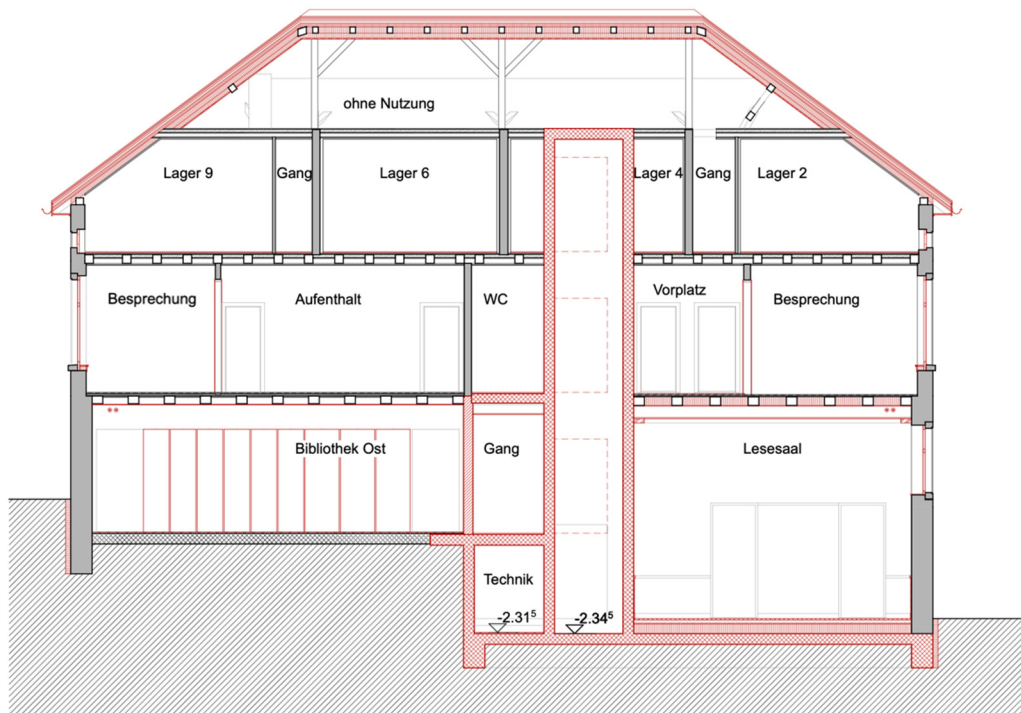 ohne Nutzung
Lager 9
Gang
Lager 6
Lager 4
Gang
Lager 2
Besprechung
Aufenthalt
WC
Vorplatz
Besprechung
**
**
Bibliothek Ost
Gang
Lesesaal
Technik
-2.31⁵
-2.34⁵